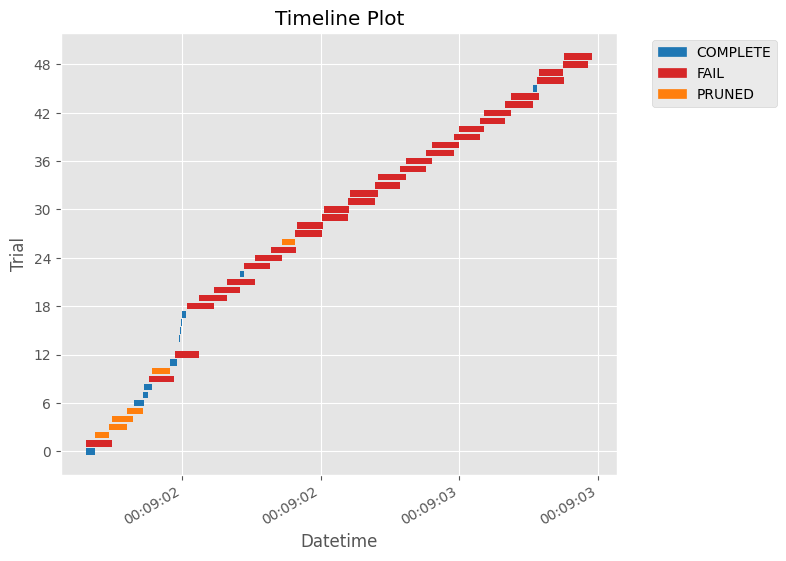 Timeline Plot
COMPLETE
FAIL
PRUNED
Trial
48
42
36
30
24
18
12
6
0
00:09:02
00:09:02
00:09:03
00:09:03
Datetime